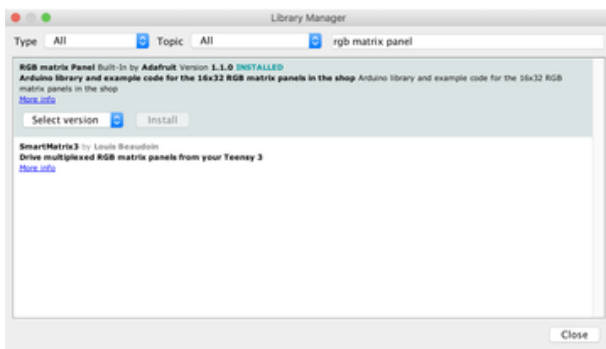 Library Manager
Type All Topic All rgb matrix panel
RGB matrix Panel Built-In by Adafruit Version 1.1.0 INSTALLED
Arduino library and example code for the 16x32 RGB matrix panels in the shop Arduino library and example code for the 16x32 RGB
matrix panels in the shop
More info
Select version Install
SmartMatrix3 by Louis Beaudoin
Drive multiplexed RGB matrix panels from your Teensy 3
More info
Close